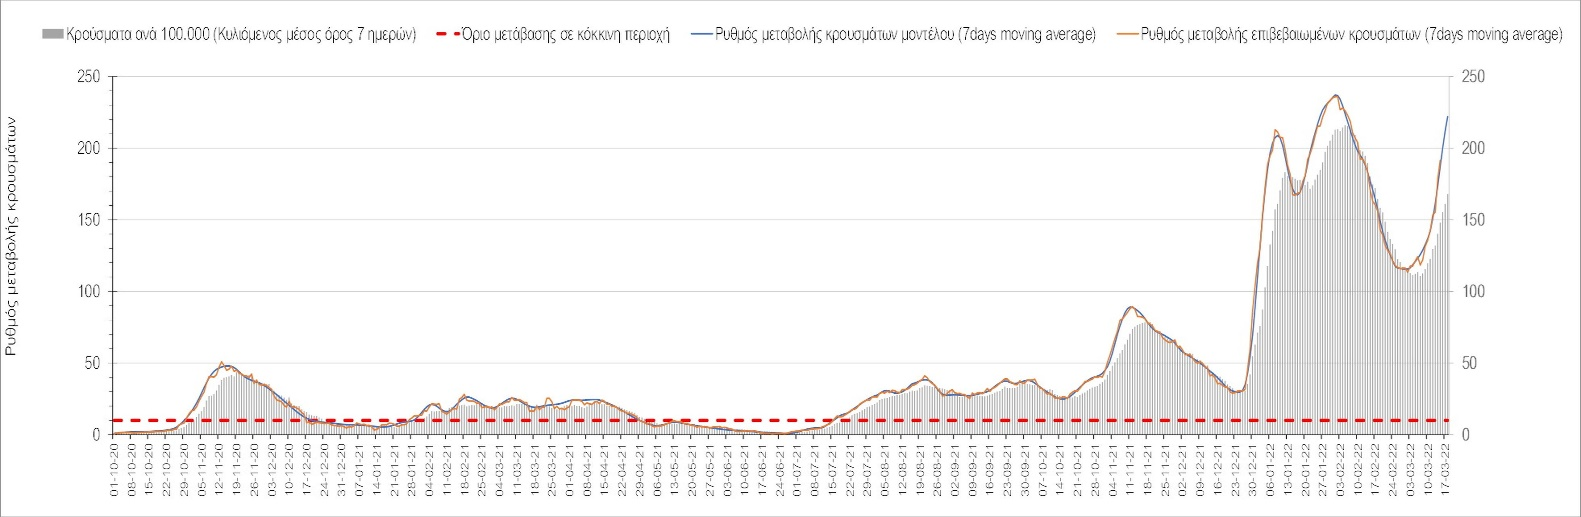 Κρούσματα ανά 100.000 (Κυλιόμενος μέσος όρος 7 ημερών) Όριο μετάβασης σε κόκκινη περιοχή Ρυθμός μεταβολής κρουσμάτων μοντέλου (7days moving average) Ρυθμός μεταβολής επιβεβαιωμένων κρουσμάτων (7days moving average)
Ρυθμός μεταβολής κρουσμάτων
250 250
200 200
150 150
100 100
50 50
0 0
01-10-20 08-10-20 15-10-20 22-10-20 29-10-20 05-11-20 12-11-20 19-11-20 26-11-20 03-12-20 10-12-20 17-12-20 24-12-20 31-12-20 07-01-21 14-01-21 21-01-21 28-01-21 04-02-21 11-02-21 18-02-21 25-02-21 04-03-21 11-03-21 18-03-21 25-03-21 01-04-21 08-04-21 15-04-21 22-04-21 29-04-21 06-05-21 13-05-21 20-05-21 27-05-21 03-06-21 10-06-21 17-06-21 24-06-21 01-07-21 08-07-21 15-07-21 22-07-21 29-07-21 05-08-21 12-08-21 19-08-21 26-08-21 02-09-21 09-09-21 16-09-21 23-09-21 30-09-21 07-10-21 14-10-21 21-10-21 28-10-21 04-11-21 11-11-21 18-11-21 25-11-21 02-12-21 09-12-21 16-12-21 23-12-21 30-12-21 06-01-22 13-01-22 20-01-22 27-01-22 03-02-22 10-02-22 17-02-22 24-02-22 03-03-22 10-03-22 17-03-22